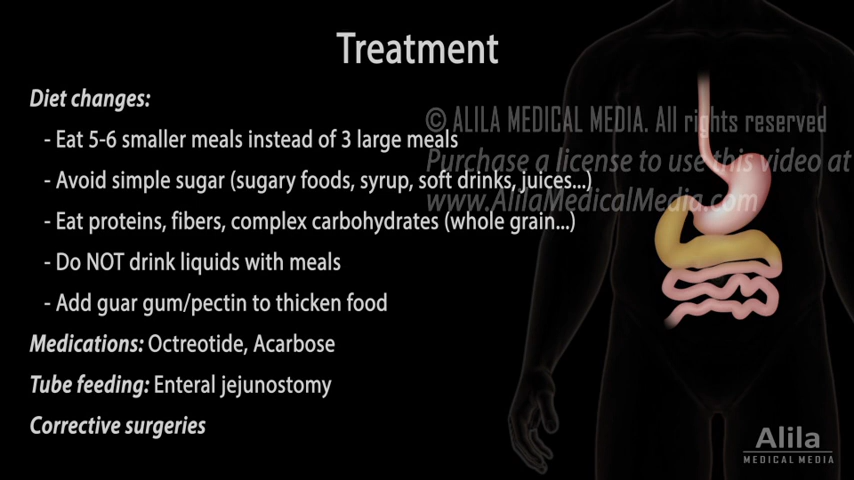 Treatment
Diet changes:
- Eat 5-6 smaller meals instead of 3 large meals
- Avoid simple sugar (sugary foods, syrup, soft drinks, juices...)
- Eat proteins, fibers, complex carbohydrates (whole grain...)
- Do NOT drink liquids with meals
- Add guar gum/pectin to thicken food
Medications: Octreotide, Acarbose
Tube feeding: Enteral jejunostomy
Corrective surgeries
© ALILA MEDICAL MEDIA. All rights reserved
Purchase a license to use this video at
www.AlilaMedicalMedia.com
Alila
MEDICAL MEDIA